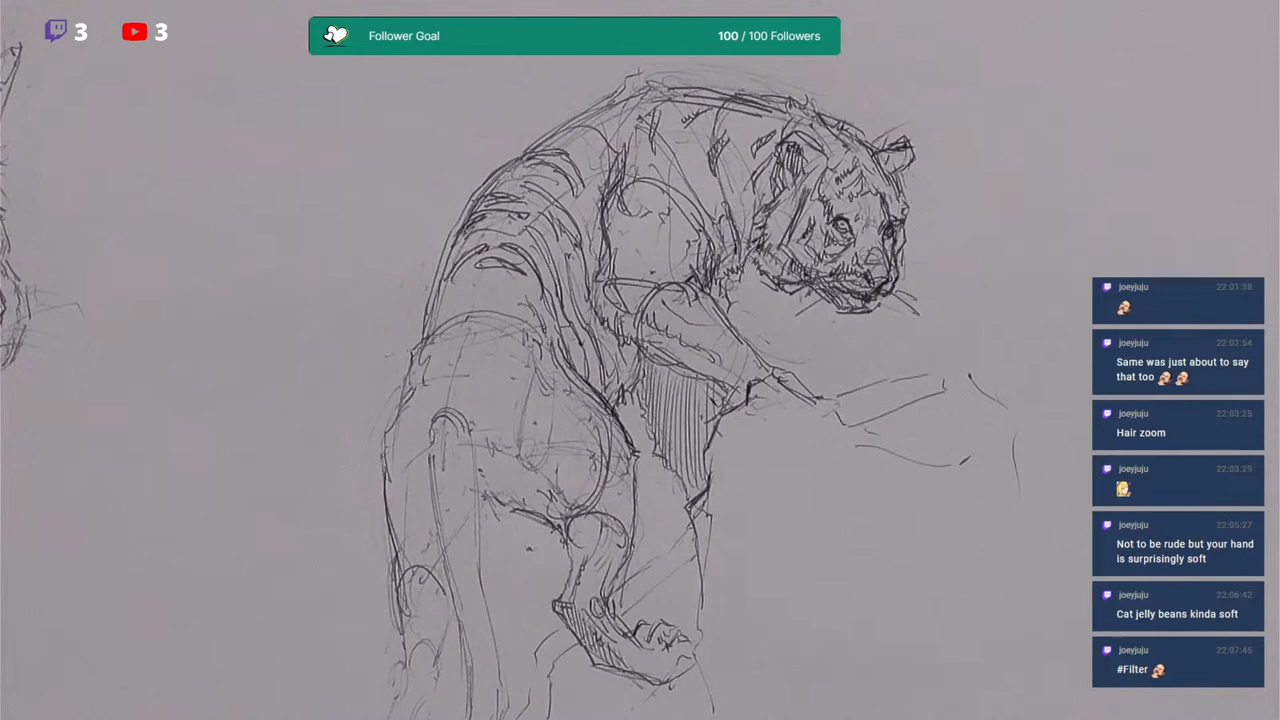 3
3
Follower Goal
100 / 100 Followers
joeyjuju 22:01:38
joeyjuju 22:02:54
Same was just about to say
that too
joeyjuju 22:03:25
Hair zoom
joeyjuju 22:03:29
joeyjuju 22:05:27
Not to be rude but your hand
is surprisingly soft
joeyjuju 22:06:42
Cat jelly beans kinda soft
joeyjuju 22:07:45
#Filter